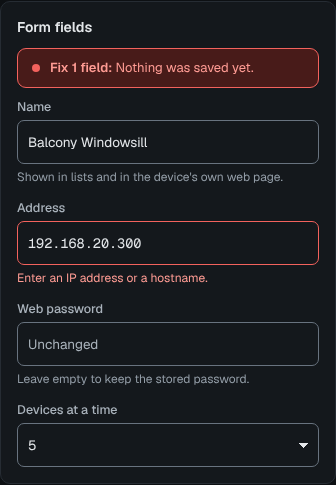 Form fields
Fix 1 field: Nothing was saved yet.
Name
Balcony Windowsill
Shown in lists and in the device's own web page.
Address
192.168.20.300
Enter an IP address or a hostname.
Web password
Unchanged
Leave empty to keep the stored password.
Devices at a time
5